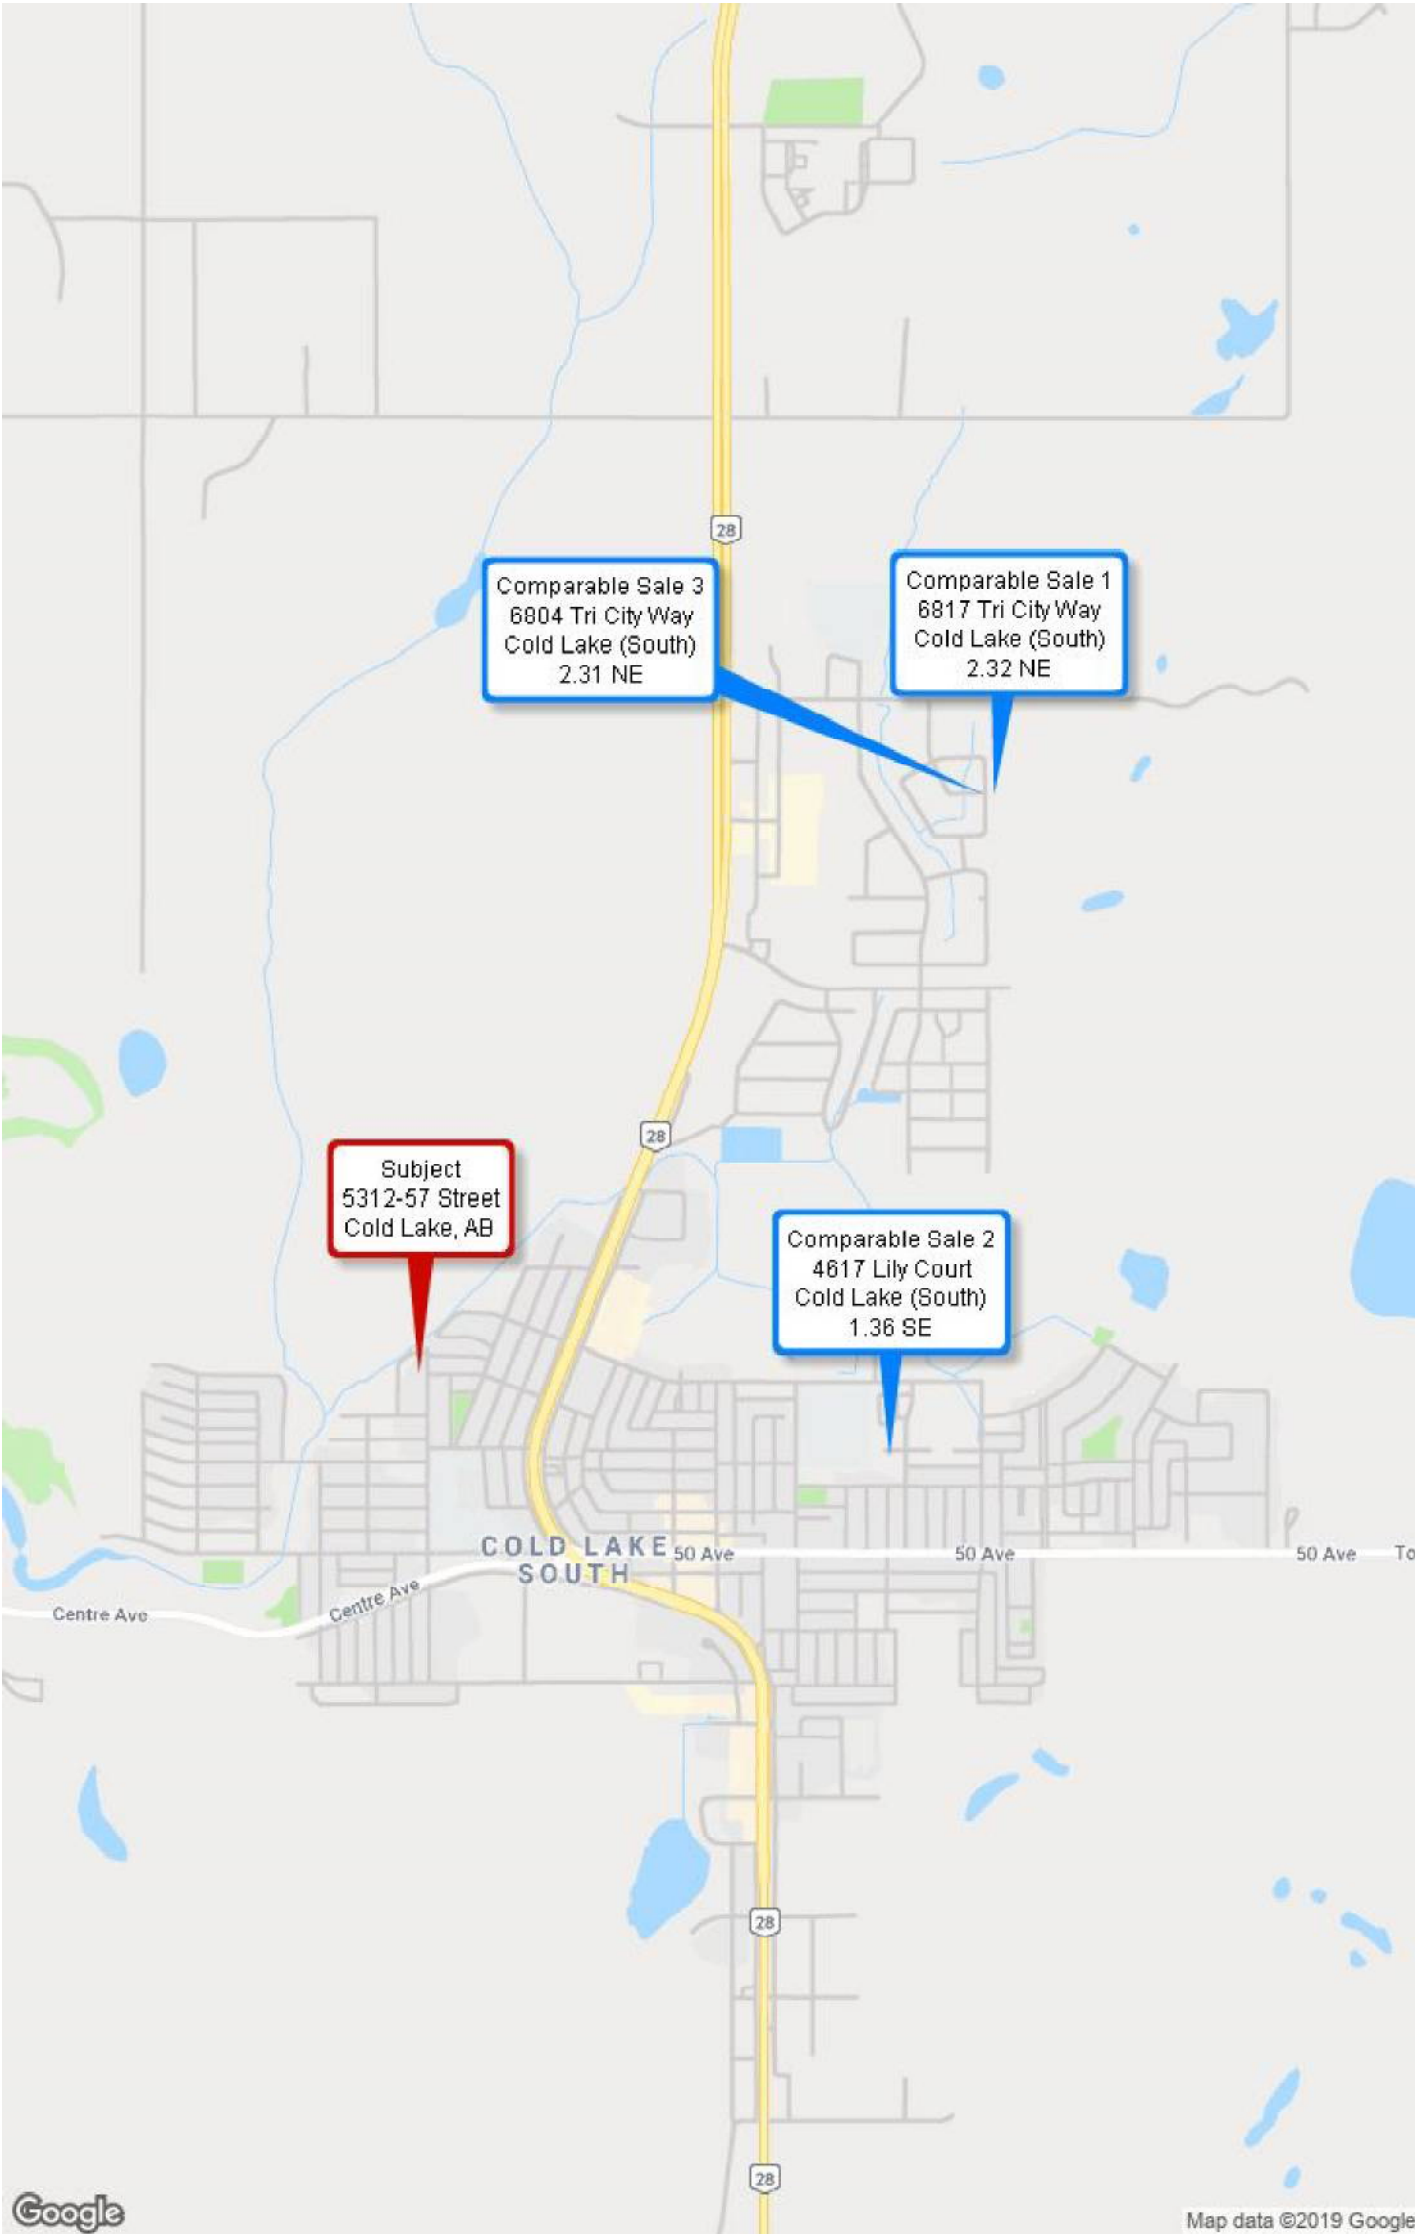 28
Comparable Sale 3
6804 Tri City Way
Cold Lake (South)
2.31 NE
Comparable Sale 1
6817 Tri City Way
Cold Lake (South)
2.32 NE
28
Subject
5312-57 Street
Cold Lake, AB
Comparable Sale 2
4617 Lily Court
Cold Lake (South)
1.36 SE
COLD LAKE
SOUTH
50 Ave
50 Ave
50 Ave
To
Centre Ave
Centre Ave
28
28
Google
Map data ©2019 Google